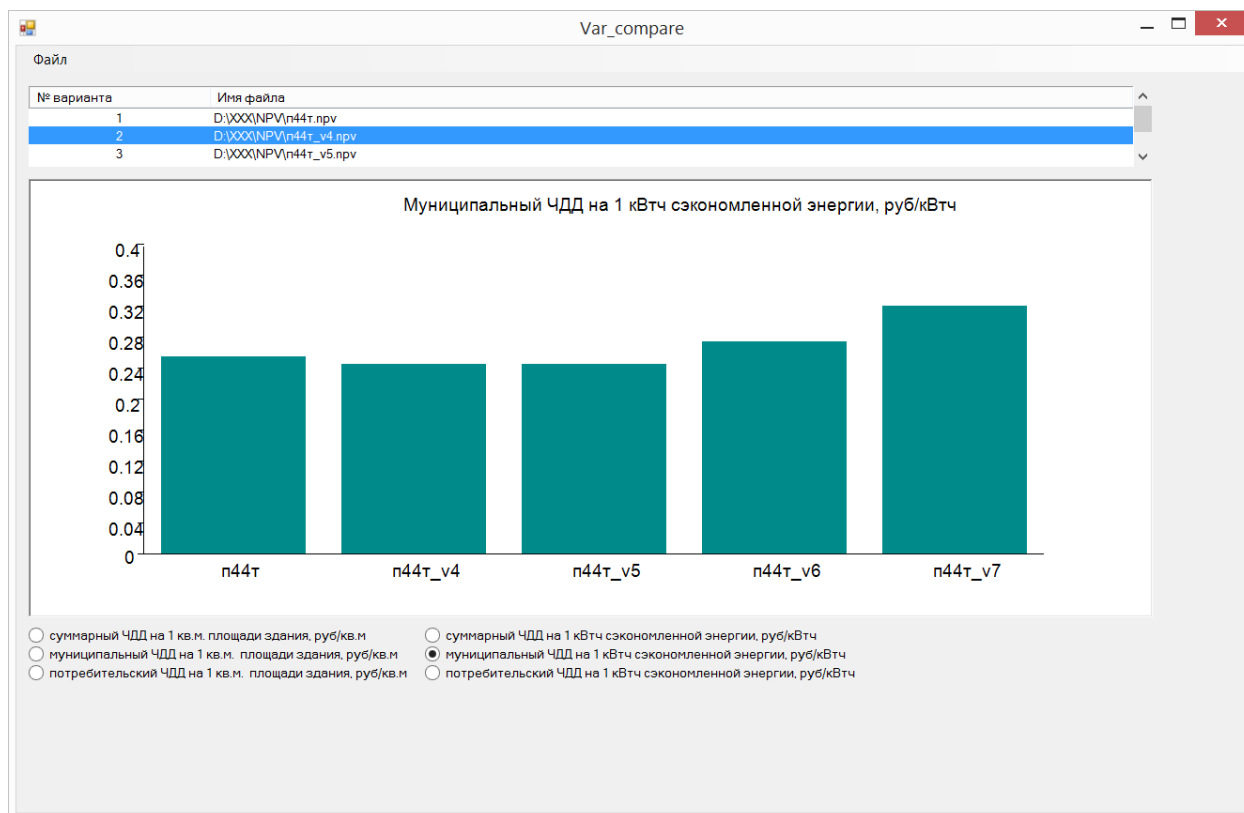 Var_compare
Файл
№ варианта Имя файла
1 D:\XXX\NPV\п44т.npv
2 D:\XXX\NPV\п44т_v4.npv
3 D:\XXX\NPV\п44т_v5.npv
Муниципальный ЧДД на 1 кВтч сэкономленной энергии, руб/кВтч
0.4
0.36
0.32
0.28
0.24
0.2
0.16
0.12
0.08
0.04
0
п44т п44т_v4 п44т_v5 п44т_v6 п44т_v7
суммарный ЧДД на 1 кв.м. площади здания, руб/кв.м суммарный ЧДД на 1 кВтч сэкономленной энергии, руб/кВтч
муниципальный ЧДД на 1 кв.м. площади здания, руб/кв.м муниципальный ЧДД на 1 кВтч сэкономленной энергии, руб/кВтч
потребительский ЧДД на 1 кв.м. площади здания, руб/кв.м потребительский ЧДД на 1 кВтч сэкономленной энергии, руб/кВтч